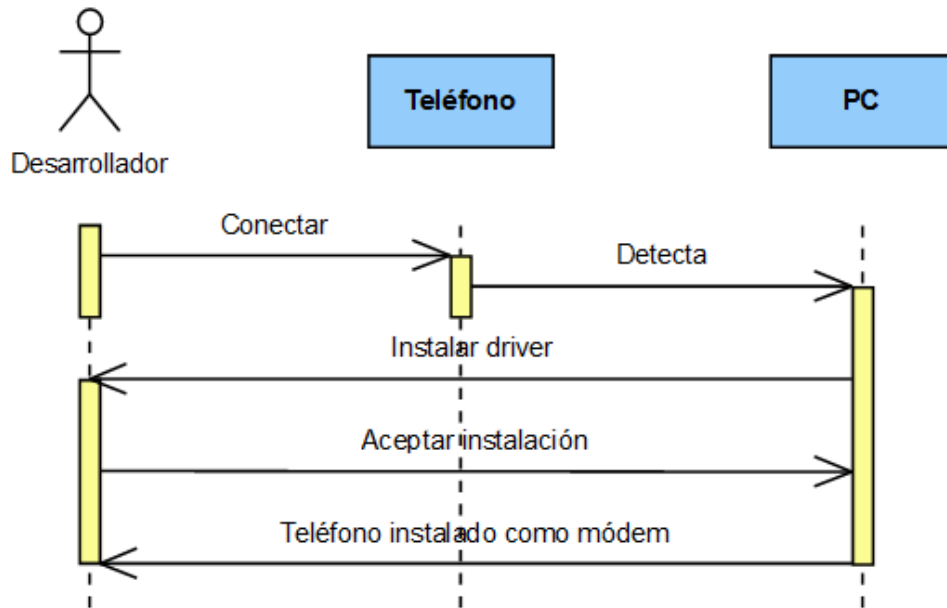 Teléfono
PC
Desarrollador
Conectar
Detecta
Instalar driver
Aceptar instalación
Teléfono instalado como módem